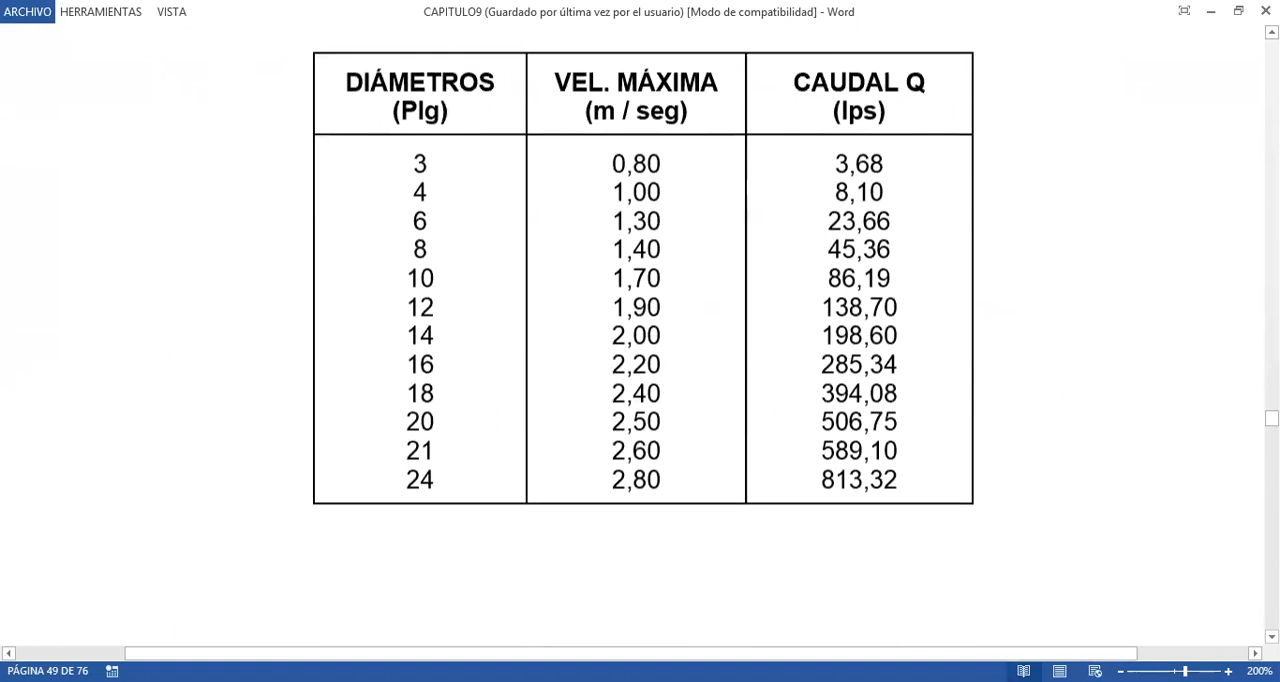 ARCHIVO HERRAMIENTAS VISTA CAPITULO9 (Guardado por última vez por el usuario) [Modo de compatibilidad] - Word
DIÁMETROS (Plg) VEL. MÁXIMA (m / seg) CAUDAL Q (lps)
3 0,80 3,68
4 1,00 8,10
6 1,30 23,66
8 1,40 45,36
10 1,70 86,19
12 1,90 138,70
14 2,00 198,60
16 2,20 285,34
18 2,40 394,08
20 2,50 506,75
21 2,60 589,10
24 2,80 813,32
PÁGINA 49 DE 76 200%